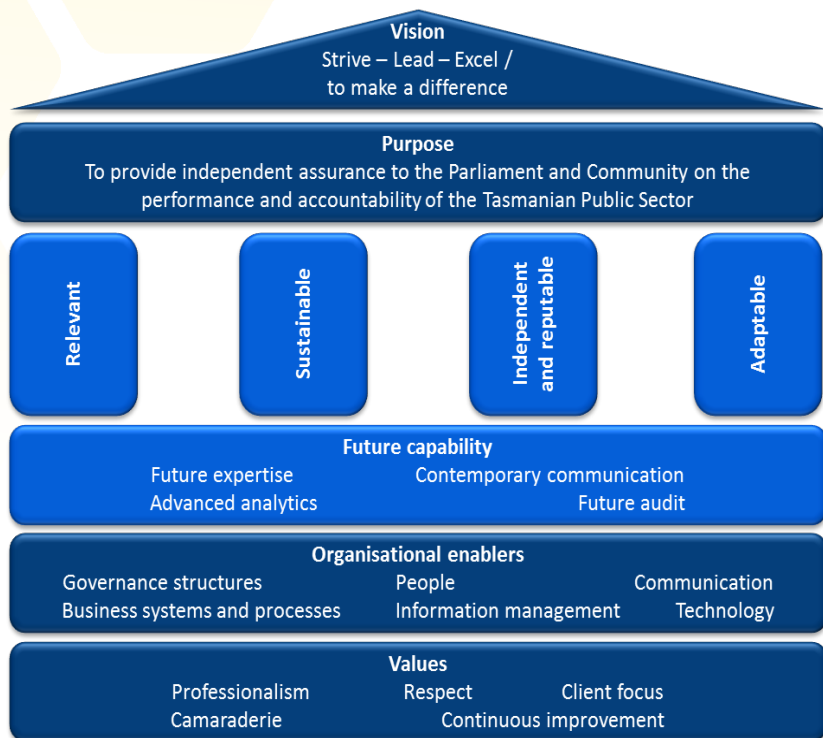 Vision
Strive – Lead – Excel /
to make a difference
Purpose
To provide independent assurance to the Parliament and Community on the
performance and accountability of the Tasmanian Public Sector
Relevant
Sustainable
Independent
and reputable
Adaptable
Future capability
Future expertise Contemporary communication
Advanced analytics Future audit
Organisational enablers
Governance structures People Communication
Business systems and processes Information management Technology
Values
Professionalism Respect Client focus
Camaraderie Continuous improvement